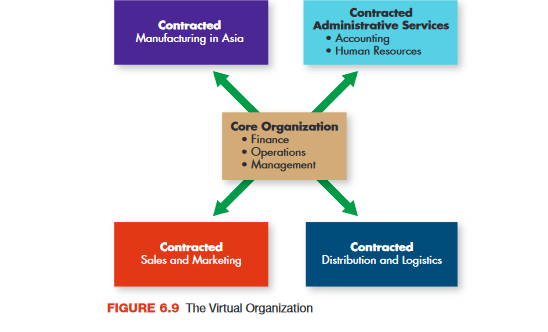 Contracted
Manufacturing in Asia
Contracted
Administrative Services
• Accounting
• Human Resources
Core Organization
• Finance
• Operations
• Management
Contracted
Sales and Marketing
Contracted
Distribution and Logistics
FIGURE 6.9 The Virtual Organization